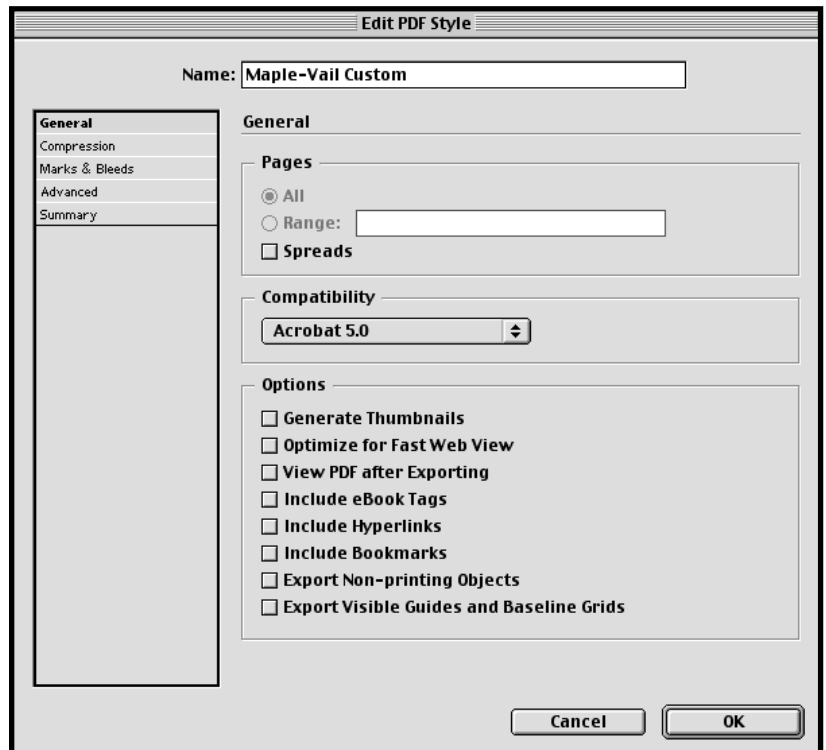 Edit PDF Style
Name: Maple-Vail Custom
General
Compression
Marks & Bleeds
Advanced
Summary
General
Pages
All
Range:
Spreads
Compatibility
Acrobat 5.0
Options
Generate Thumbnails
Optimize for Fast Web View
View PDF after Exporting
Include eBook Tags
Include Hyperlinks
Include Bookmarks
Export Non-printing Objects
Export Visible Guides and Baseline Grids
Cancel OK